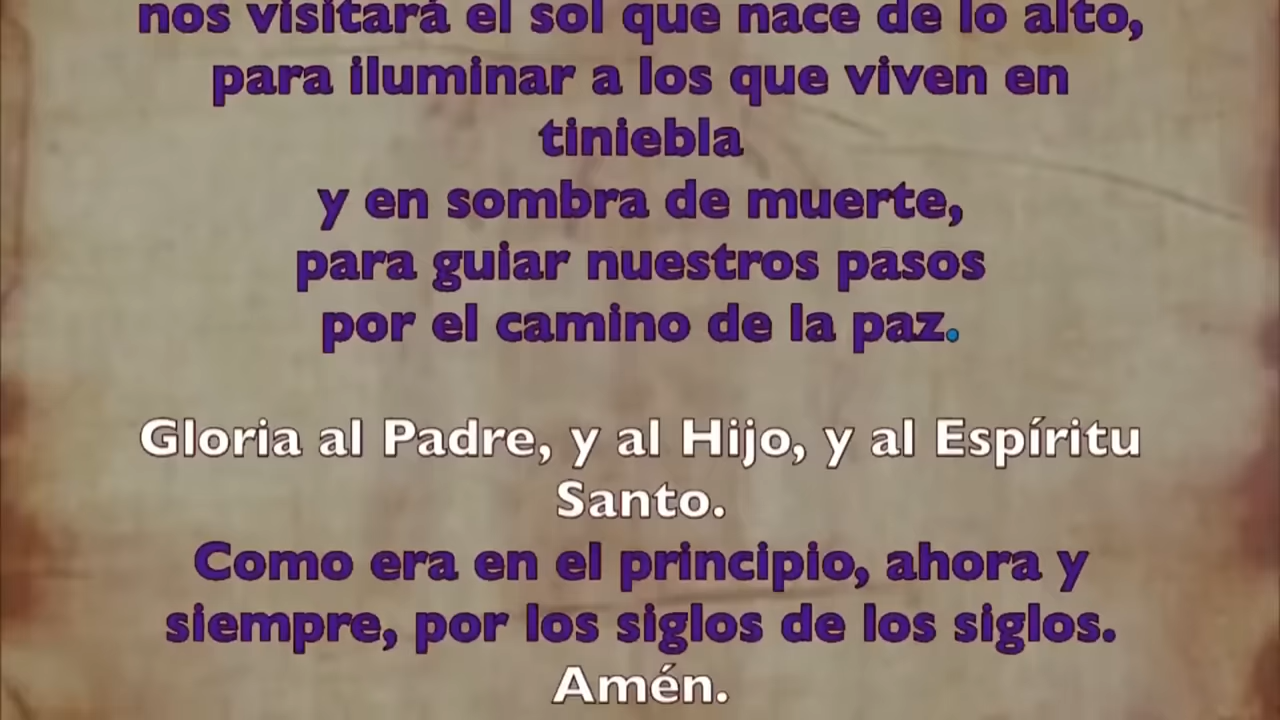 nos visitará el sol que nace de lo alto,
para iluminar a los que viven en
tiniebla
y en sombra de muerte,
para guiar nuestros pasos
por el camino de la paz.
Gloria al Padre, y al Hijo, y al Espíritu
Santo.
Como era en el principio, ahora y
siempre, por los siglos de los siglos.
Amén.